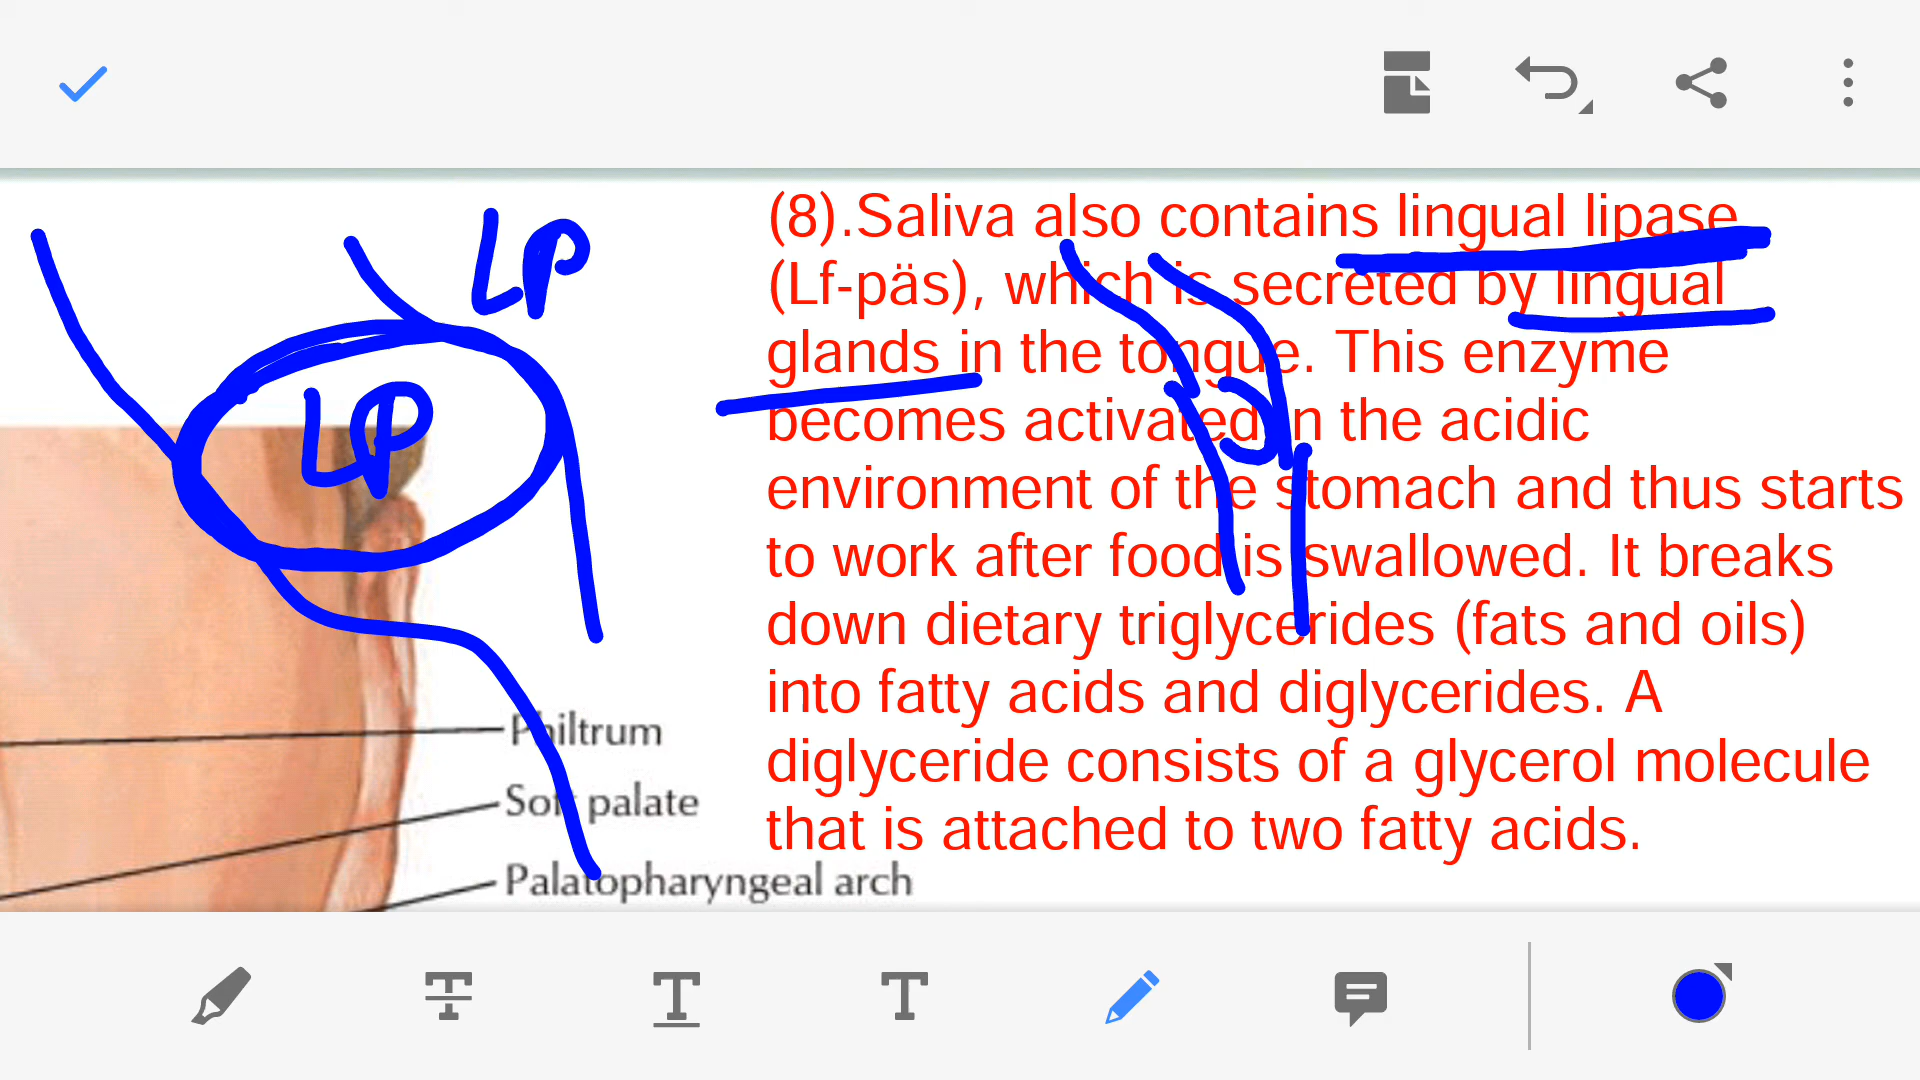 (8).Saliva also contains lingual lipase
(Lf-päs), which is secreted by lingual
glands in the tongue. This enzyme
becomes activated in the acidic
environment of the stomach and thus starts
to work after food is swallowed. It breaks
down dietary triglycerides (fats and oils)
into fatty acids and diglycerides. A
diglyceride consists of a glycerol molecule
that is attached to two fatty acids.
LP
LP
Philtrum
Soft palate
Palatopharyngeal arch